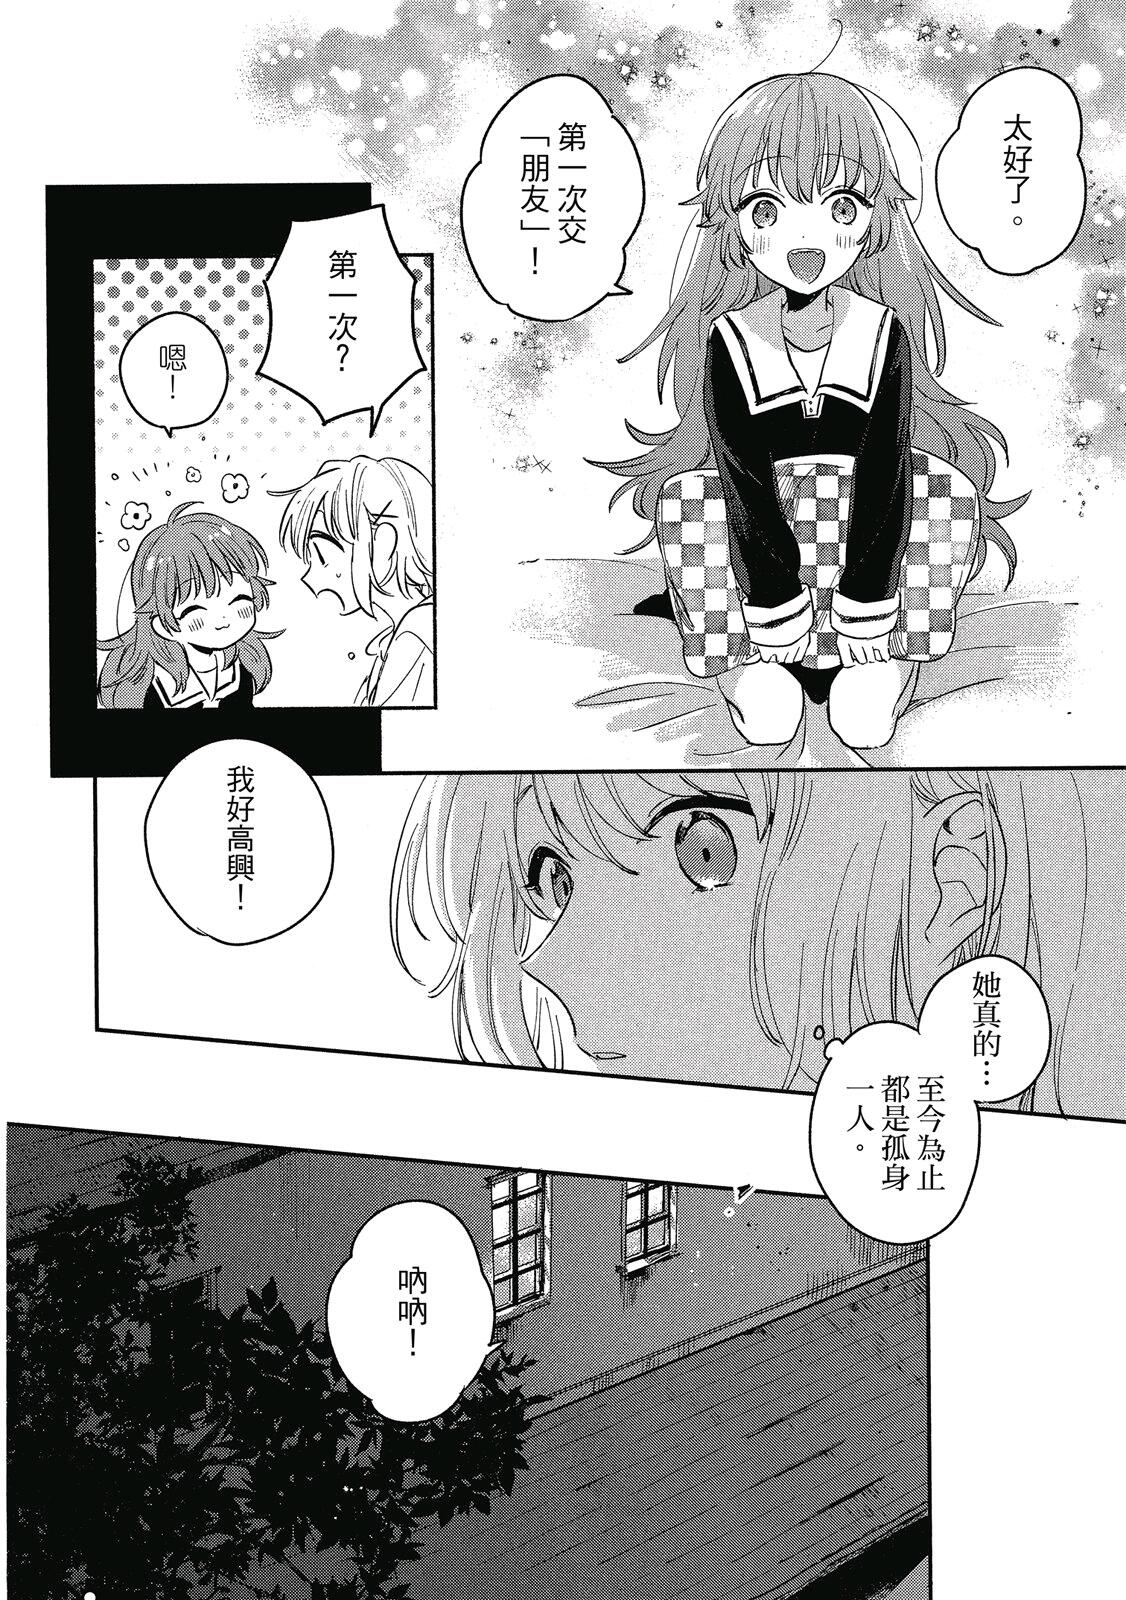 太好了。
第一次交
「朋友」！
第一次？
嗯！
我好高興！
她真的…
至今為止
都是孤身
一人。
吶吶！